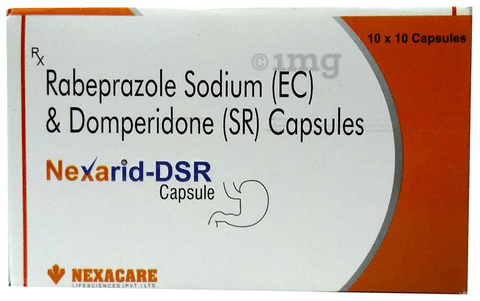 ©1mg
10 x 10 Capsules
Rx
Rabeprazole Sodium (EC)
& Domperidone (SR) Capsules
Nexarid-DSR
Capsule
NEXACARE
LIFESCIENCES (PVT.) LTD.